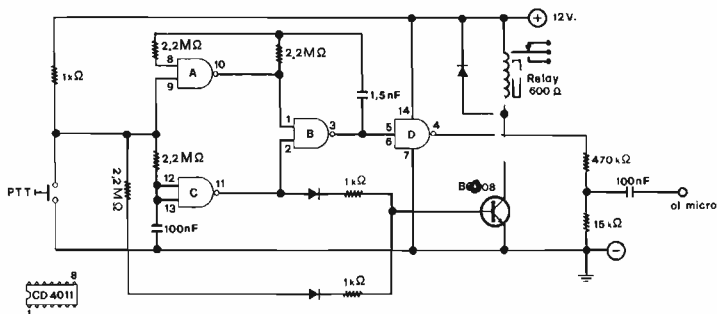 + 12V.
2,2MΩ
2,2MΩ
8
A
10
9
1kΩ
1,5nF
Relay
600 Ω
14
1
B
3
2
5
6
D
4
7
2,2MΩ
12
C
11
13
2,2MΩ
PTT
100nF
1kΩ
470kΩ
100nF
al micro
15kΩ
1kΩ
8
CD 4011
1